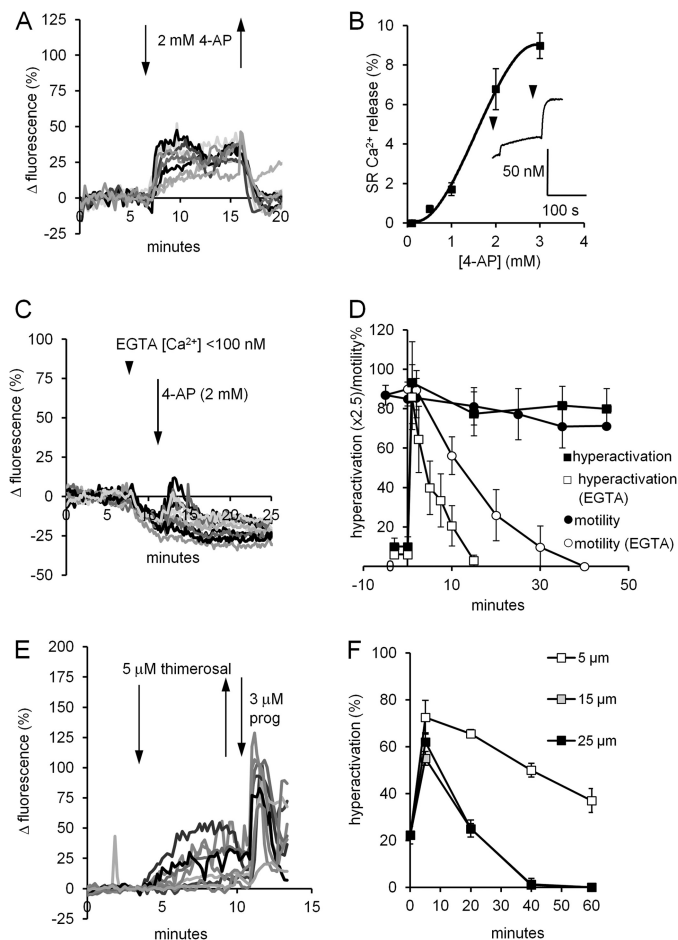 A
2 mM 4-AP
125
100
75
50
25
0
-25
Δ fluorescence (%)
0
5
10
15
20
minutes
B
10
8
6
4
2
0
SR Ca²⁺ release (%)
50 nM
100 s
0
1
2
3
4
[4-AP] (mM)
C
EGTA [Ca²⁺] <100 nM
4-AP (2 mM)
100
75
50
25
0
-25
-50
Δ fluorescence (%)
0
5
10
15
20
25
minutes
D
120
100
80
60
40
20
0
hyperactivation (x2.5)/motility%
hyperactivation
hyperactivation (EGTA)
motility
motility (EGTA)
-10
10
30
50
minutes
E
5 μM thimerosal
3 μM prog
200
175
150
125
100
75
50
25
0
-25
Δ fluorescence (%)
0
5
10
15
minutes
F
100
80
60
40
20
0
hyperactivation (%)
5 µm
15 µm
25 µm
0
10
20
30
40
50
60
minutes